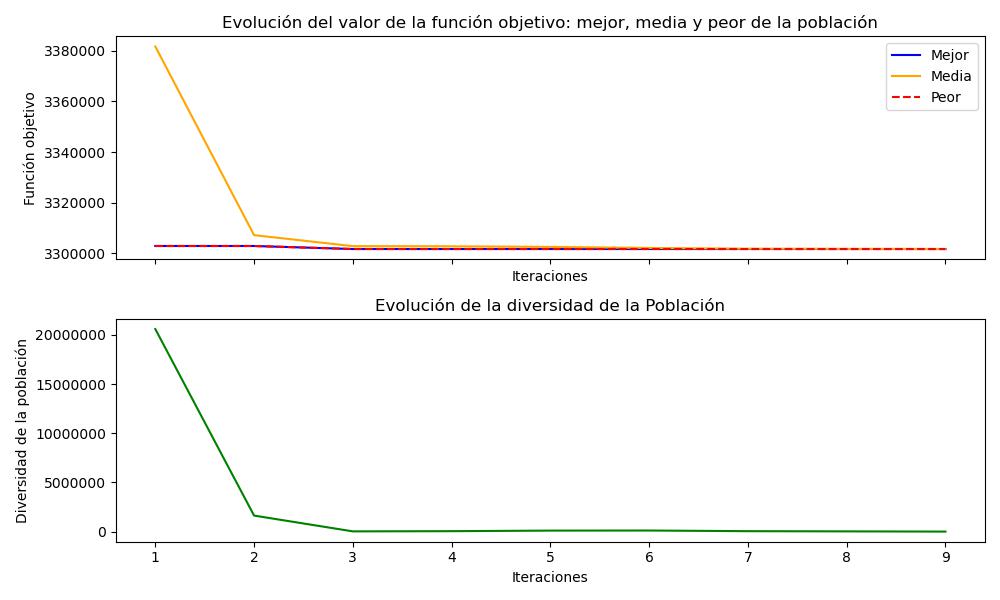 Evolución del valor de la función objetivo: mejor, media y peor de la población
Función objetivo
3380000
3360000
3340000
3320000
3300000
Mejor
Media
Peor
Iteraciones
Evolución de la diversidad de la Población
Diversidad de la población
20000000
15000000
10000000
5000000
0
1 2 3 4 5 6 7 8 9
Iteraciones